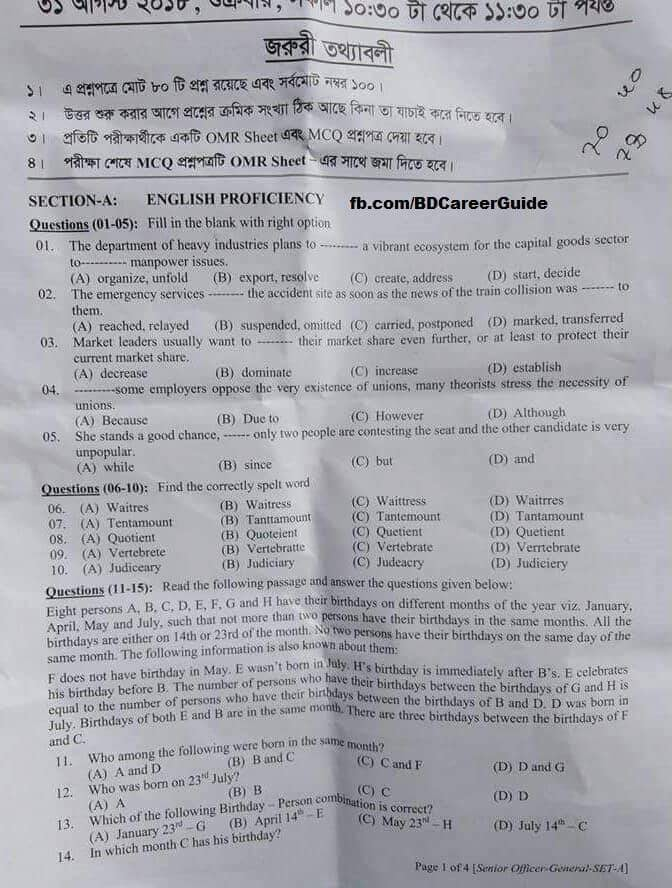 ৩১ আগস্ট ২০১৮, শুক্রবার, সকাল ১০:৩০ টা থেকে ১১:৩০ টা পর্যন্ত
জরুরী তথ্যাবলী
১। এ প্রশ্নপত্রে মোট ৮০ টি প্রশ্ন রয়েছে এবং সর্বমোট নম্বর ১০০।
২। উত্তর শুরু করার আগে প্রশ্নের ক্রমিক সংখ্যা ঠিক আছে কিনা তা যাচাই করে নিতে হবে।
৩। প্রতিটি পরীক্ষার্থীকে একটি OMR Sheet এবং MCQ প্রশ্নপত্র দেয়া হবে।
৪। পরীক্ষা শেষে MCQ প্রশ্নপত্রটি OMR Sheet – এর সাথে জমা দিতে হবে।
SECTION-A: ENGLISH PROFICIENCY fb.com/BDCareerGuide
Questions (01-05): Fill in the blank with right option
01. The department of heavy industries plans to --------- a vibrant ecosystem for the capital goods sector
to---------- manpower issues.
(A) organize, unfold (B) export, resolve (C) create, address (D) start, decide
02. The emergency services -------- the accident site as soon as the news of the train collision was ------- to
them.
(A) reached, relayed (B) suspended, omitted (C) carried, postponed (D) marked, transferred
03. Market leaders usually want to -------- their market share even further, or at least to protect their
current market share.
(A) decrease (B) dominate (C) increase (D) establish
04. ---------some employers oppose the very existence of unions, many theorists stress the necessity of
unions.
(A) Because (B) Due to (C) However (D) Although
05. She stands a good chance, ------ only two people are contesting the seat and the other candidate is very
unpopular.
(A) while (B) since (C) but (D) and
Questions (06-10): Find the correctly spelt word
06. (A) Waitres (B) Waitress (C) Waittress (D) Waitrres
07. (A) Tentamount (B) Tanttamount (C) Tantemount (D) Tantamount
08. (A) Quotient (B) Quoteient (C) Quetient (D) Quetient
09. (A) Vertebrete (B) Vertebratte (C) Vertebrate (D) Verrtebrate
10. (A) Judiceary (B) Judiciary (C) Judeacry (D) Judiciery
Questions (11-15): Read the following passage and answer the questions given below:
Eight persons A, B, C, D, E, F, G and H have their birthdays on different months of the year viz. January,
April, May and July, such that not more than two persons have their birthdays in the same months. All the
birthdays are either on 14th or 23rd of the month. No two persons have their birthdays on the same day of the
same month. The following information is also known about them:
F does not have birthday in May. E wasn't born in July. H's birthday is immediately after B's. E celebrates
his birthday before B. The number of persons who have their birthdays between the birthdays of G and H is
equal to the number of persons who have their birthdays between the birthdays of B and D. D was born in
July. Birthdays of both E and B are in the same month. There are three birthdays between the birthdays of F
and C.
11. Who among the following were born in the same month?
(A) A and D (B) B and C (C) C and F (D) D and G
12. Who was born on 23rd July?
(A) A (B) B (C) C (D) D
13. Which of the following Birthday – Person combination is correct?
(A) January 23rd – G (B) April 14th – E (C) May 23rd – H (D) July 14th – C
14. In which month C has his birthday?
Page 1 of 4 [Senior Officer-General-SET-A]